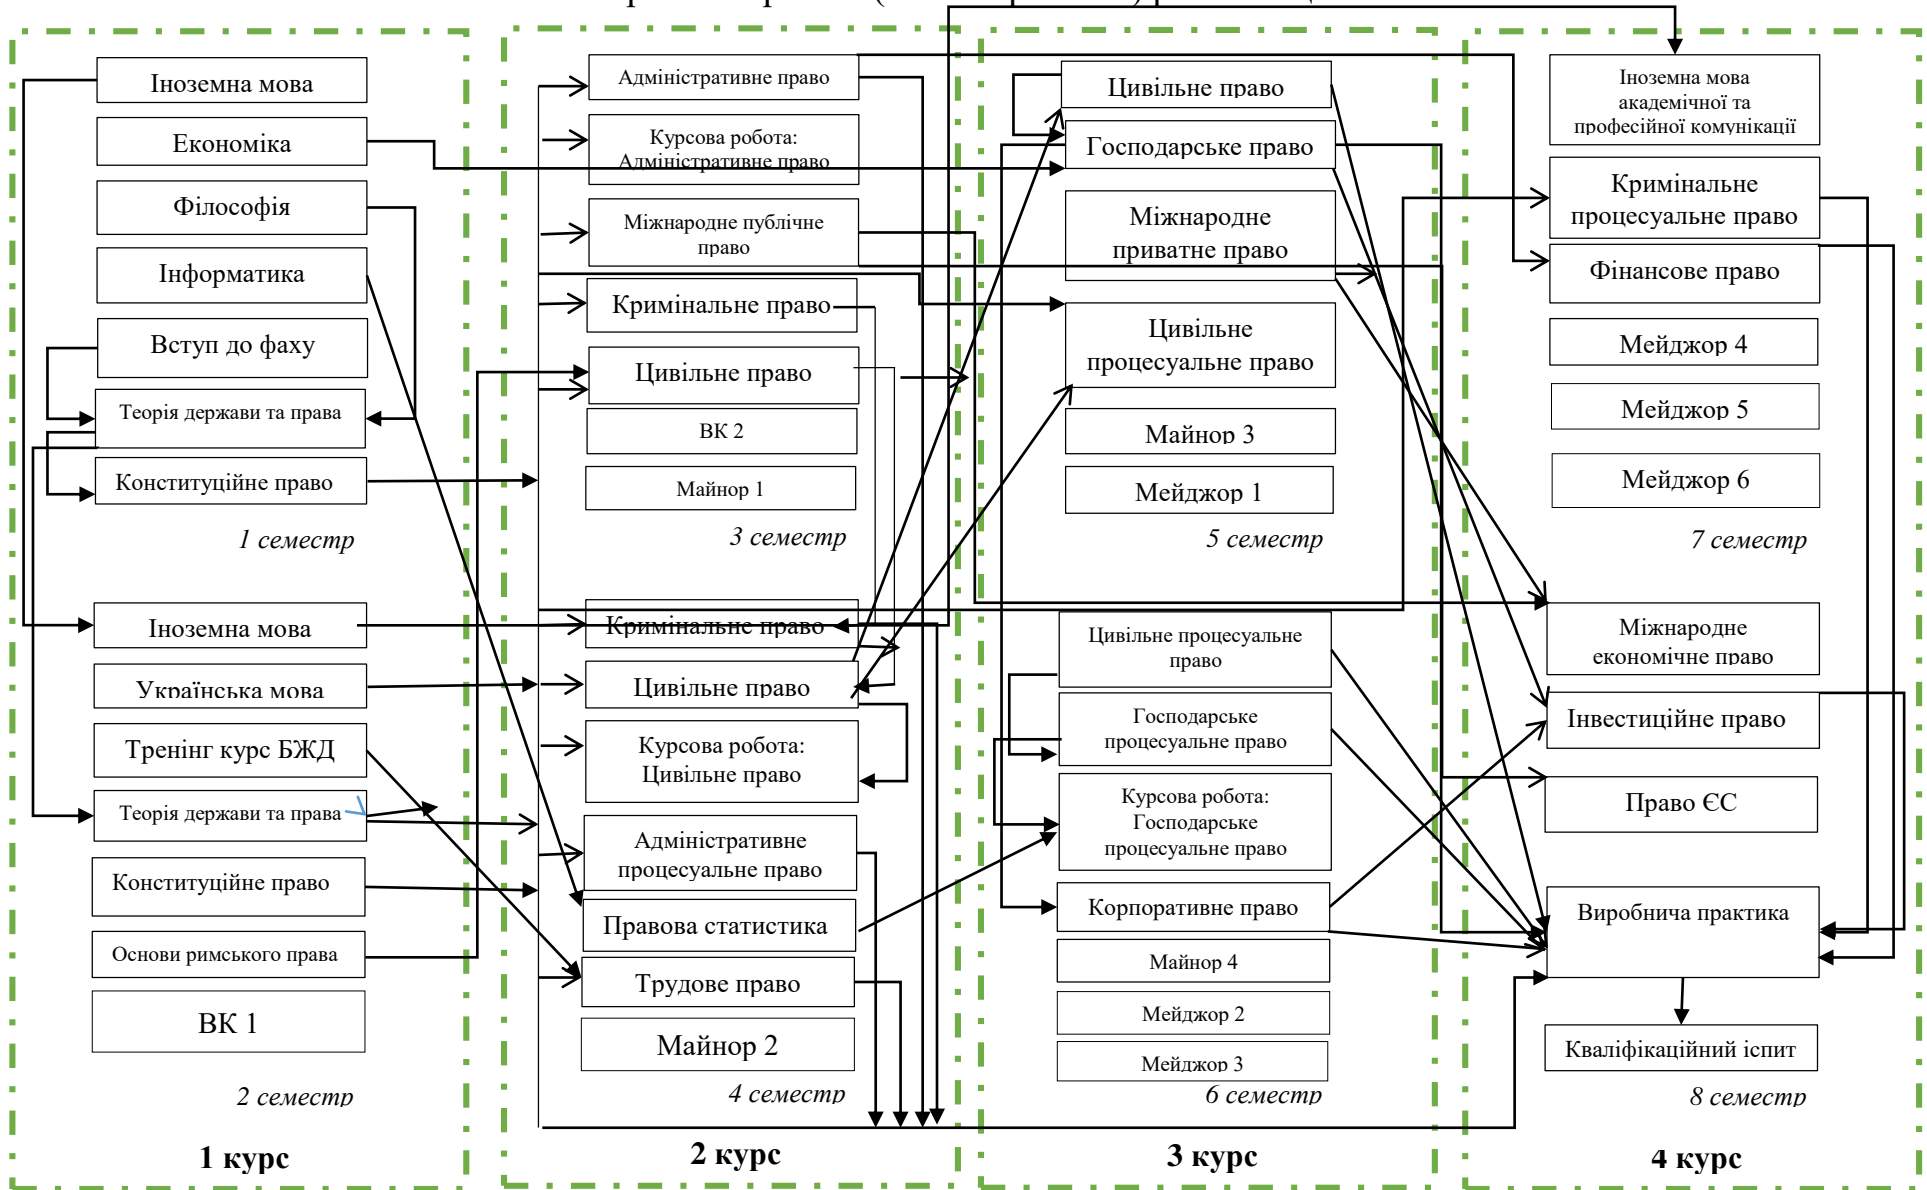 Іноземна мова
Економіка
Філософія
Інформатика
Вступ до фаху
Теорія держави та права
Конституційне право
1 семестр
Іноземна мова
Українська мова
Тренінг курс БЖД
Теорія держави та права
Конституційне право
Основи римського права
ВК 1
2 семестр
1 курс
Адміністративне право
Курсова робота:
Адміністративне право
Міжнародне публічне
право
Кримінальне право
Цивільне право
ВК 2
Майнор 1
3 семестр
Кримінальне право
Цивільне право
Курсова робота:
Цивільне право
Адміністративне
процесуальне право
Правова статистика
Трудове право
Майнор 2
4 семестр
2 курс
Цивільне право
Господарське право
Міжнародне
приватне право
Цивільне
процесуальне право
Майнор 3
Мейджор 1
5 семестр
Цивільне процесуальне
право
Господарське
процесуальне право
Курсова робота:
Господарське
процесуальне право
Корпоративне право
Майнор 4
Мейджор 2
Мейджор 3
6 семестр
3 курс
Іноземна мова
академічної та
професійної комунікації
Кримінальне
процесуальне право
Фінансове право
Мейджор 4
Мейджор 5
Мейджор 6
7 семестр
Міжнародне
економічне право
Інвестиційне право
Право ЄС
Виробнича практика
Кваліфікаційний іспит
8 семестр
4 курс